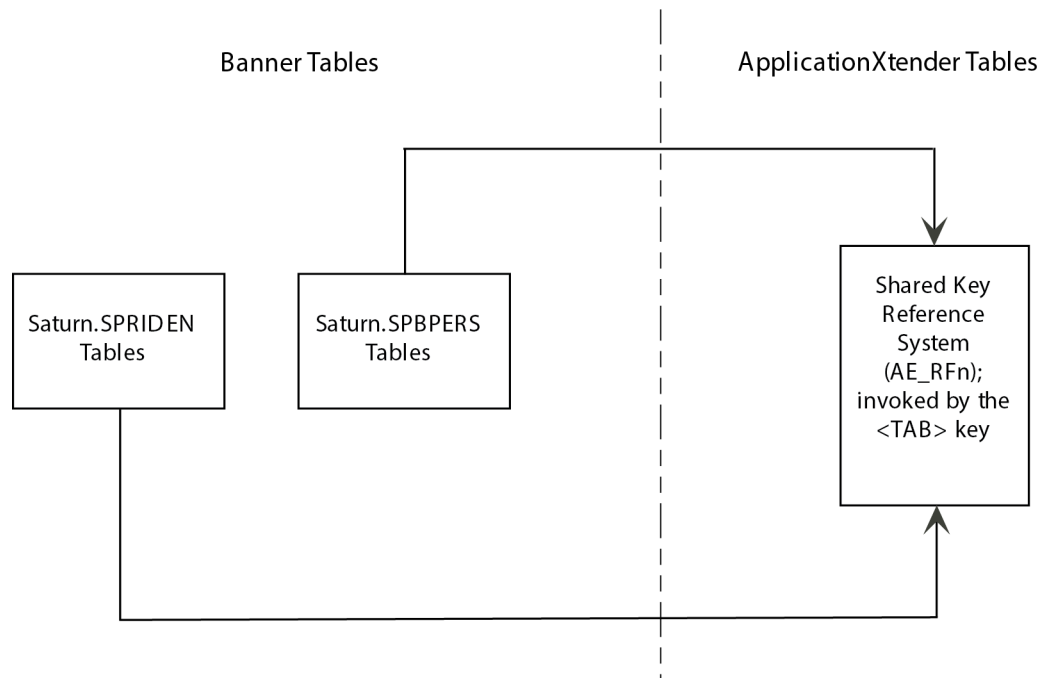 Banner Tables
ApplicationXtender Tables
Saturn.SPRIDEN
Tables
Saturn.SPBPERS
Tables
Shared Key
Reference
System
(AE_RFn);
invoked by the
<TAB> key